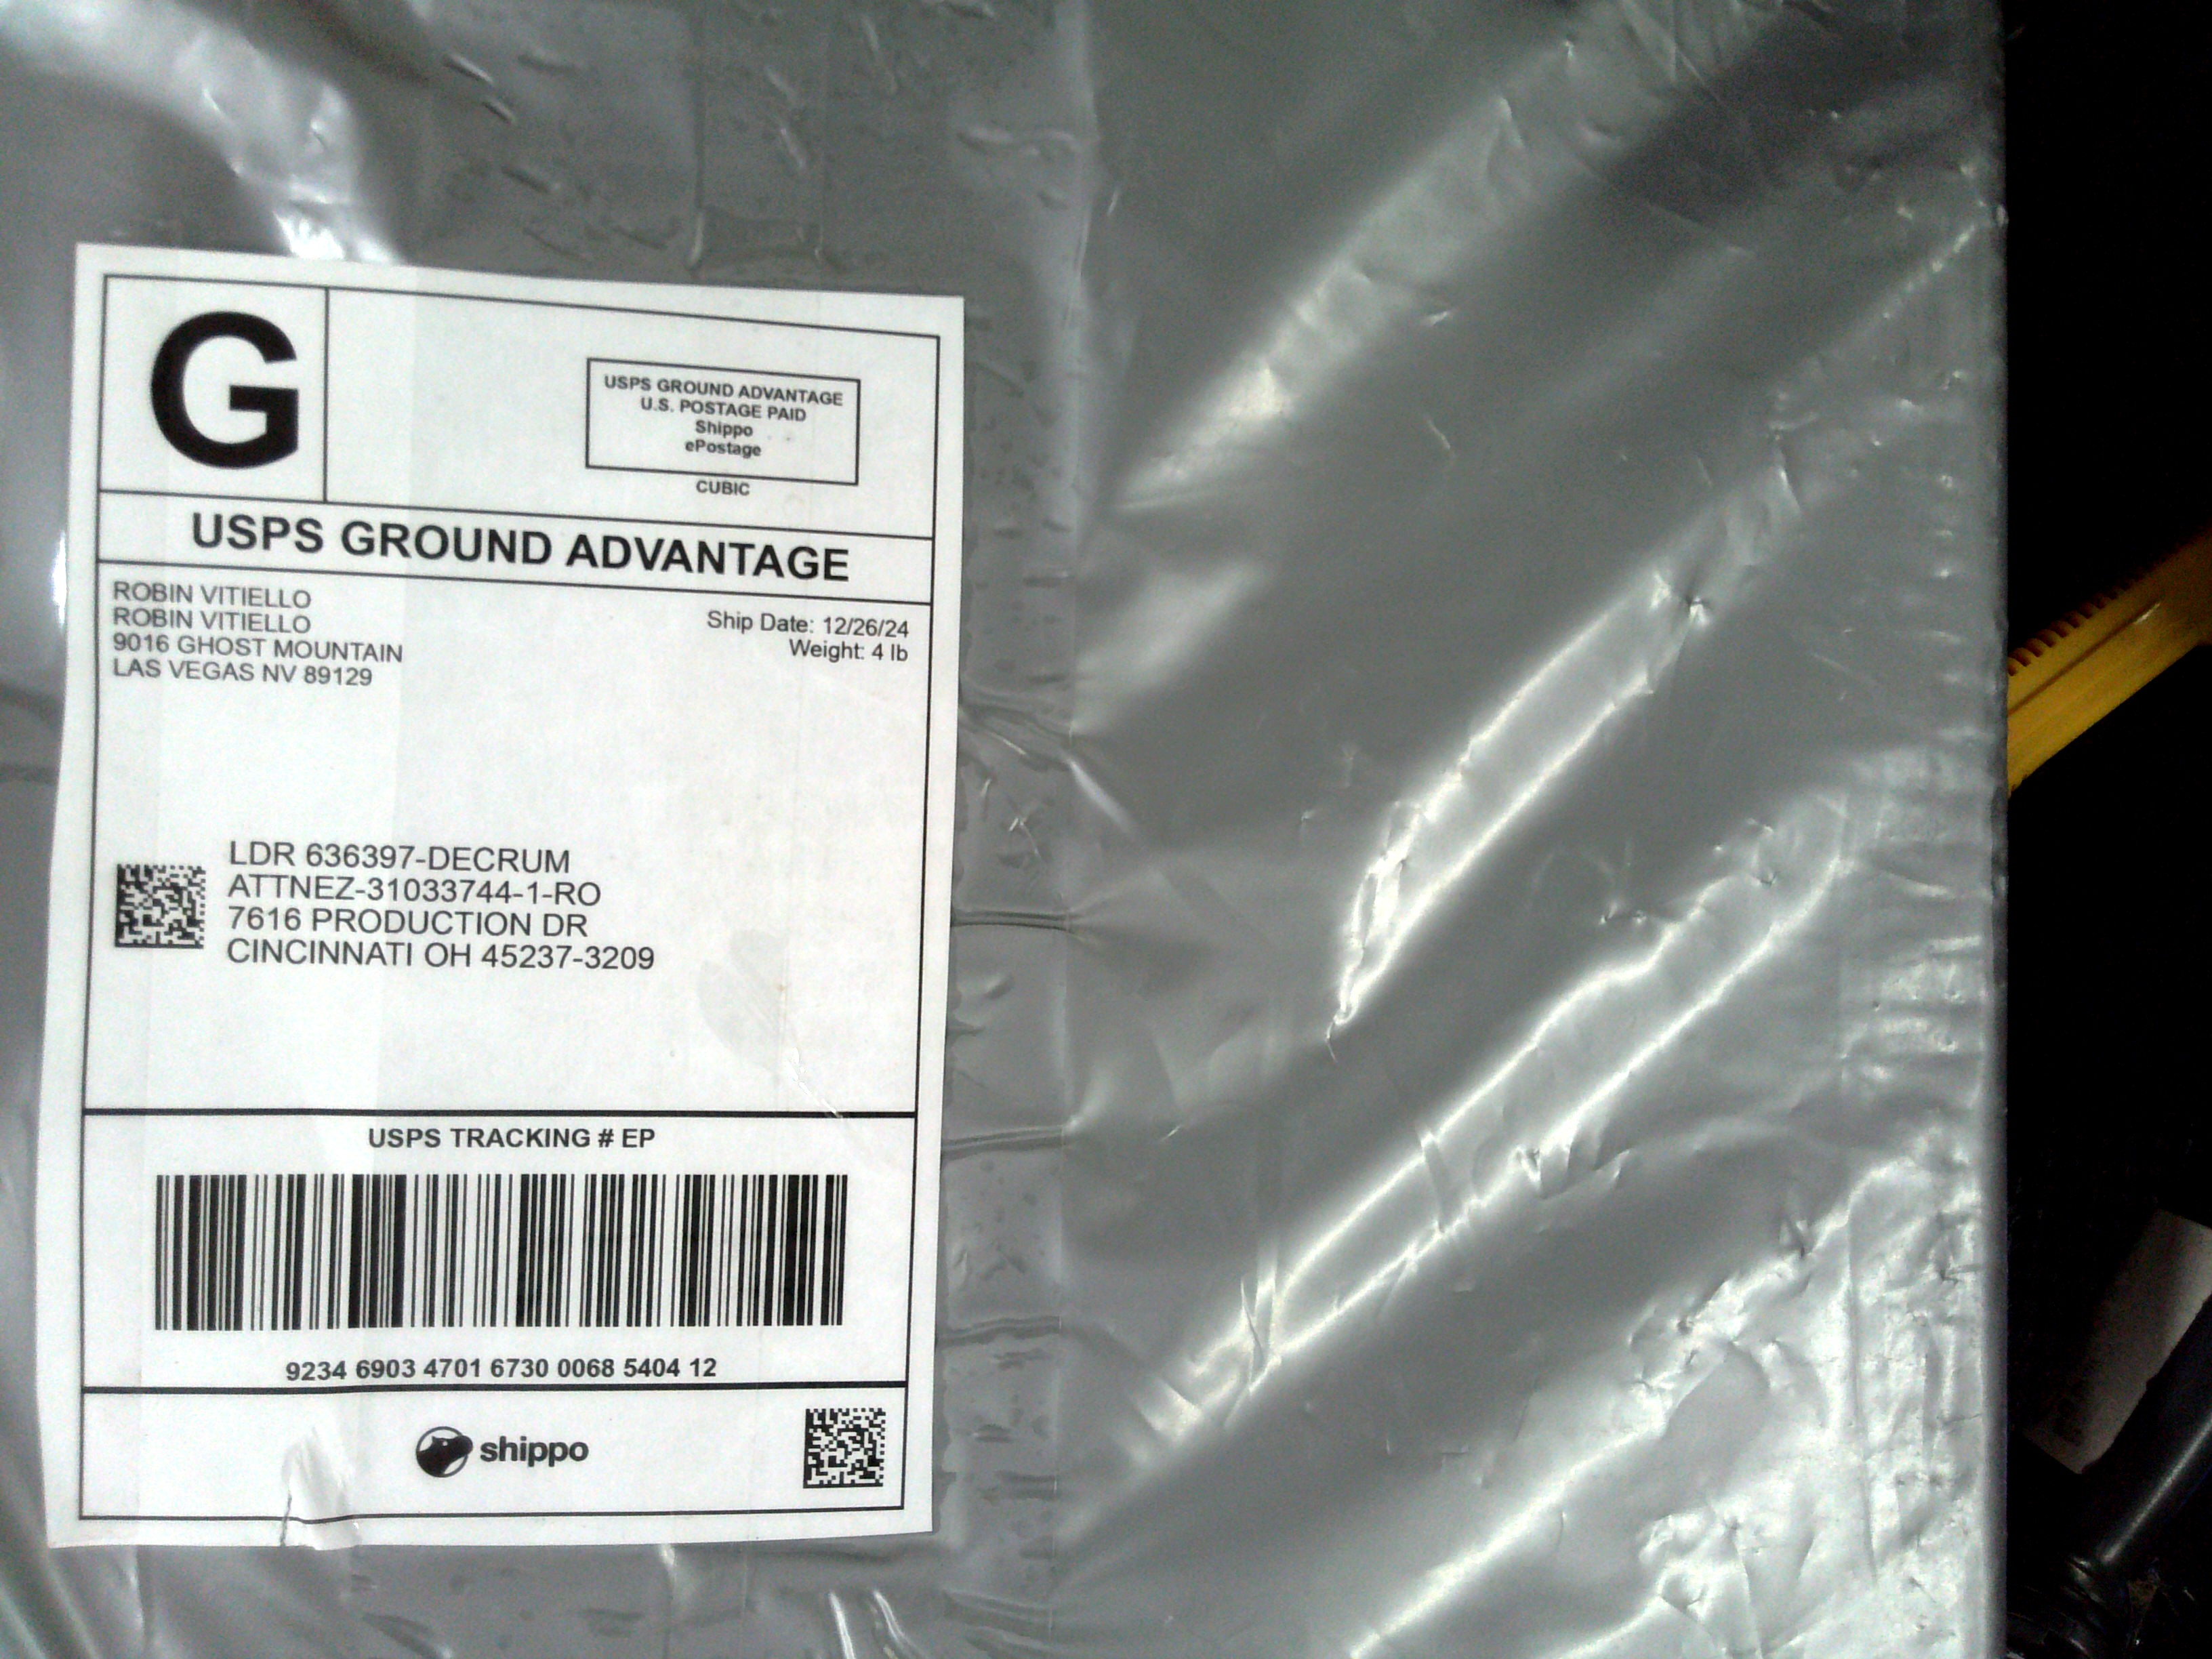 G
USPS GROUND ADVANTAGE
U.S. POSTAGE PAID
Shippo
ePostage
CUBIC
USPS GROUND ADVANTAGE
ROBIN VITIELLO
ROBIN VITIELLO
9016 GHOST MOUNTAIN
LAS VEGAS NV 89129
Ship Date: 12/26/24
Weight: 4 lb
LDR 636397-DECRUM
ATTNEZ-31033744-1-RO
7616 PRODUCTION DR
CINCINNATI OH 45237-3209
USPS TRACKING # EP
9234 6903 4701 6730 0068 5404 12
shippo